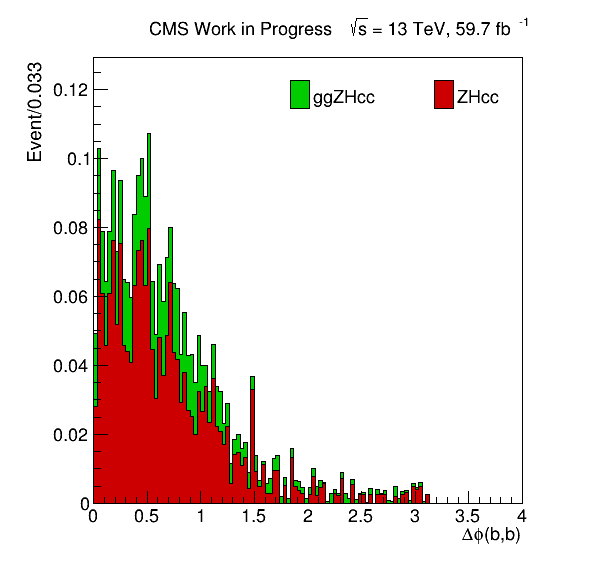 CMS Work in Progress √s = 13 TeV, 59.7 fb -1
Event/0.033
ggZHcc
ZHcc
0.12
0.1
0.08
0.06
0.04
0.02
0
0 0.5 1 1.5 2 2.5 3 3.5 4
Δϕ(b,b)